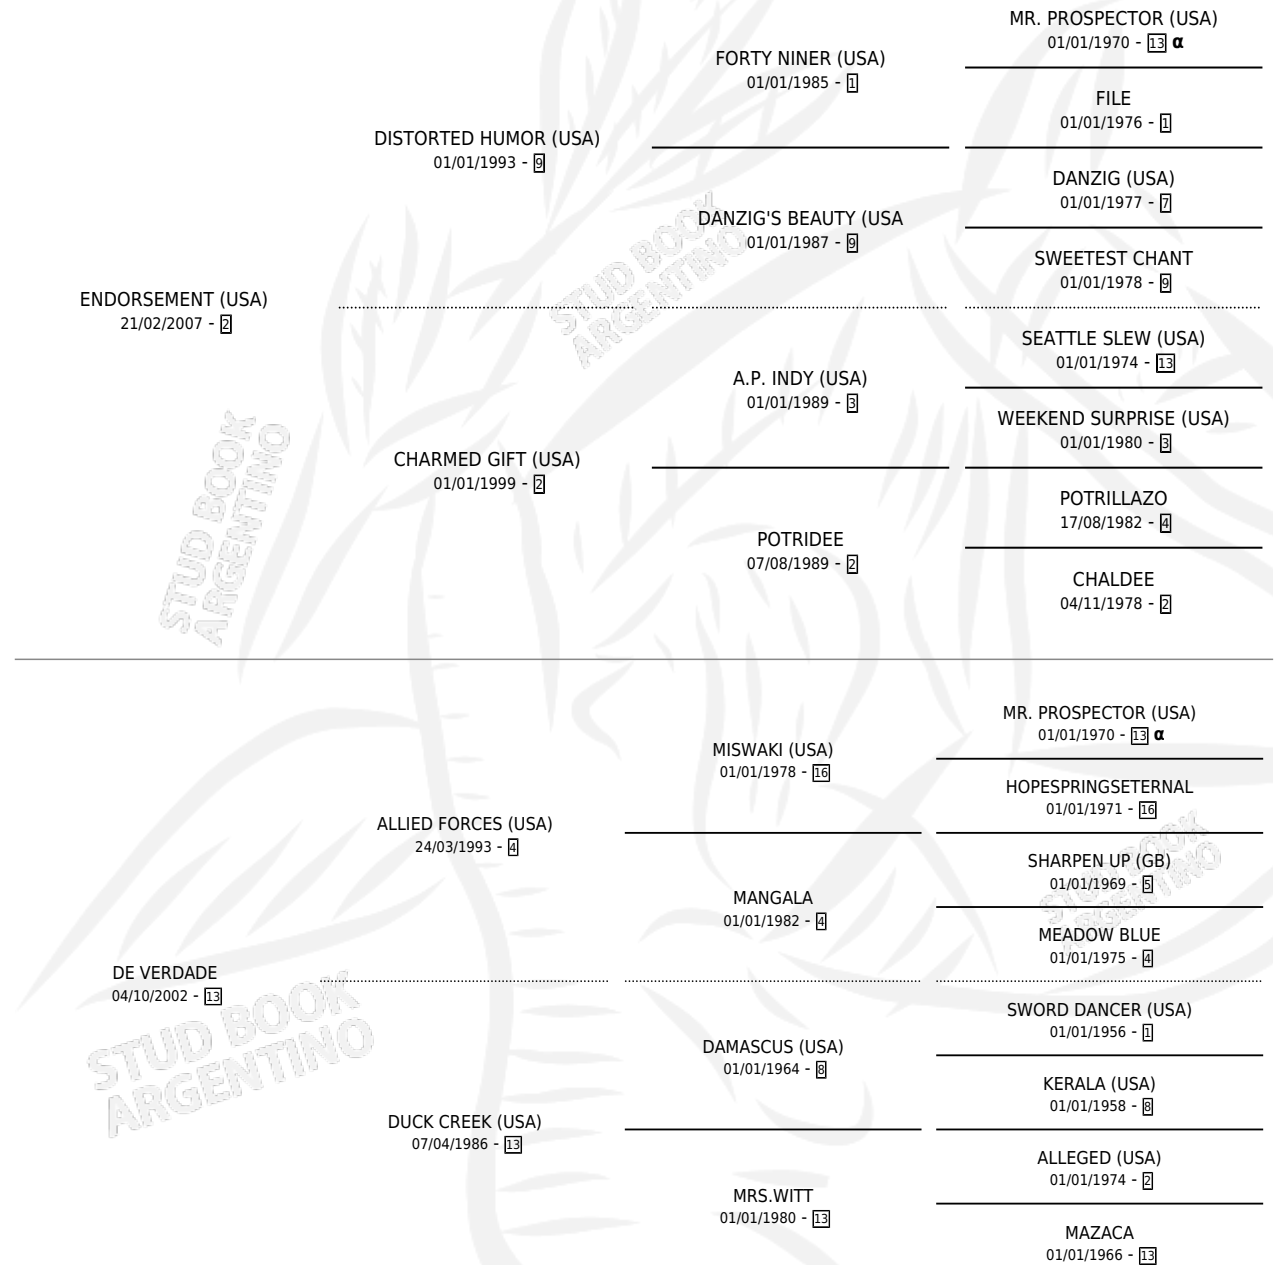 MR. PROSPECTOR (USA)
01/01/1970 - 13 α
FORTY NINER (USA)
01/01/1985 - 1
FILE
01/01/1976 - 1
DISTORTED HUMOR (USA)
01/01/1993 - 9
DANZIG (USA)
01/01/1977 - 7
DANZIG'S BEAUTY (USA
01/01/1987 - 9
SWEETEST CHANT
01/01/1978 - 9
STUD BOOK
ARGENTINO
ENDORSEMENT (USA)
21/02/2007 - 2
SEATTLE SLEW (USA)
01/01/1974 - 13
A.P. INDY (USA)
01/01/1989 - 3
WEEKEND SURPRISE (USA)
01/01/1980 - 3
CHARMED GIFT (USA)
01/01/1999 - 2
POTRILLAZO
17/08/1982 - 4
POTRIDEE
07/08/1989 - 2
CHALDEE
04/11/1978 - 2
STUD BOOK
ARGENTINO
MR. PROSPECTOR (USA)
01/01/1970 - 13 α
MISWAKI (USA)
01/01/1978 - 16
HOPESPRINGSETERNAL
01/01/1971 - 16
ALLIED FORCES (USA)
24/03/1993 - 4
SHARPEN UP (GB)
01/01/1969 - 5
MANGALA
01/01/1982 - 4
MEADOW BLUE
01/01/1975 - 4
STUD BOOK
ARGENTINO
DE VERDADE
04/10/2002 - 13
SWORD DANCER (USA)
01/01/1956 - 1
DAMASCUS (USA)
01/01/1964 - 8
KERALA (USA)
01/01/1958 - 8
DUCK CREEK (USA)
07/04/1986 - 13
ALLEGED (USA)
01/01/1974 - 2
MRS.WITT
01/01/1980 - 13
MAZACA
01/01/1966 - 13
STUD BOOK
ARGENTINO